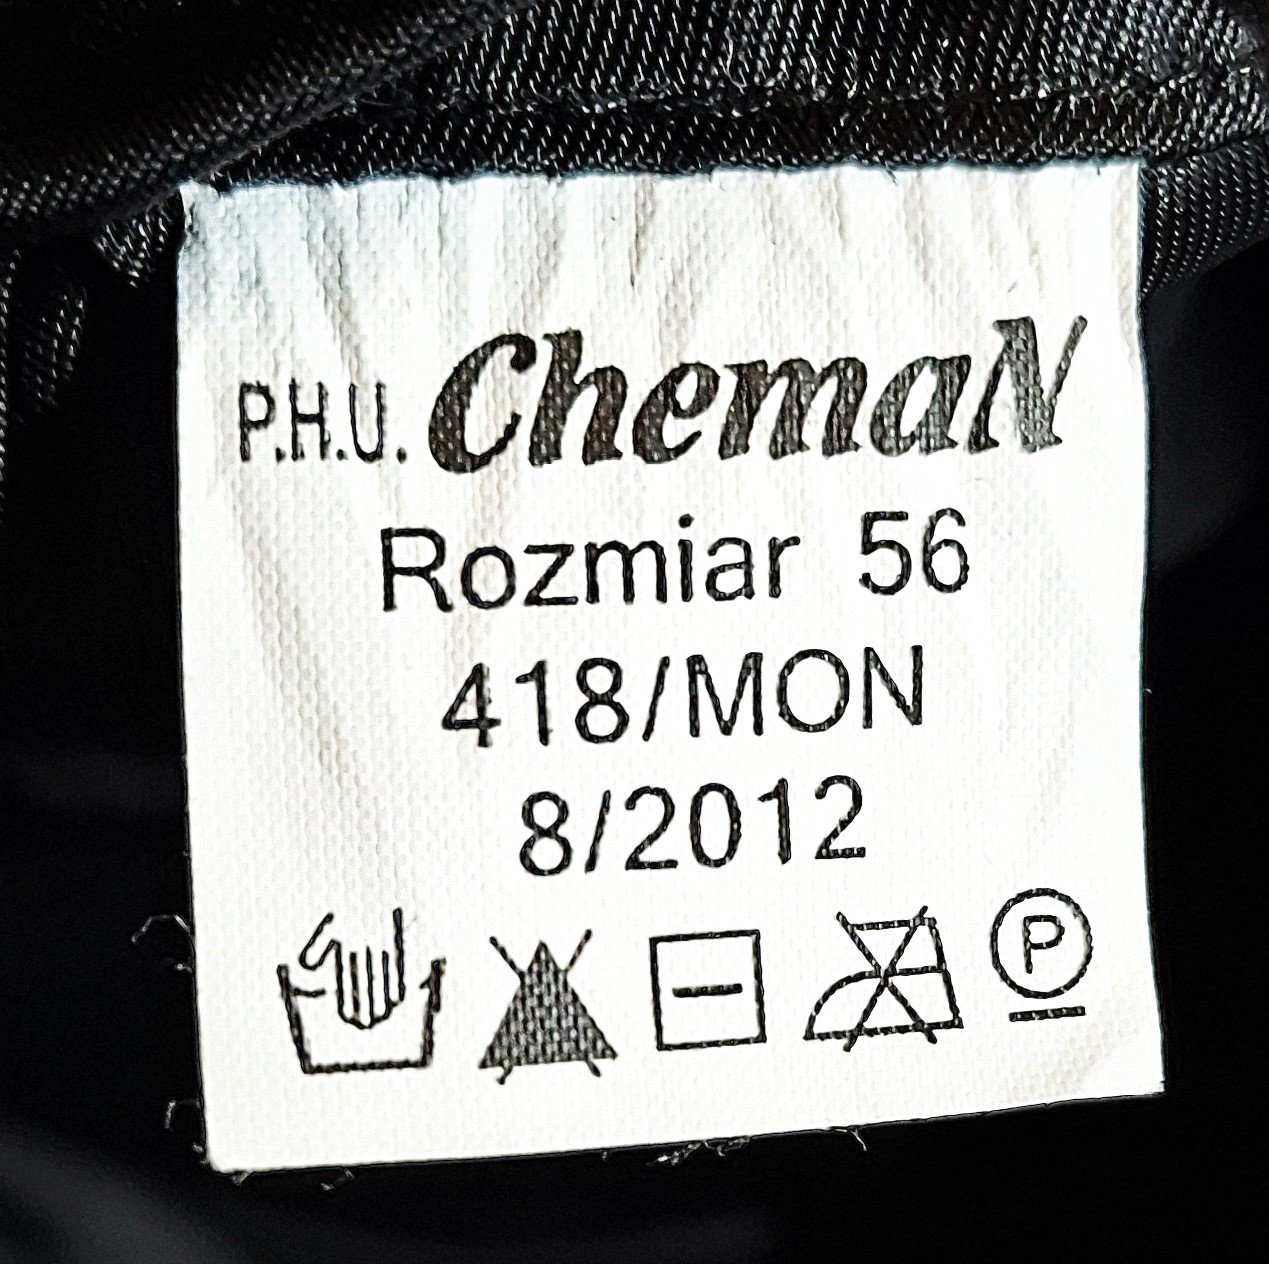 P.H.U. ChemaN
Rozmiar 56
418/MON
8/2012
P